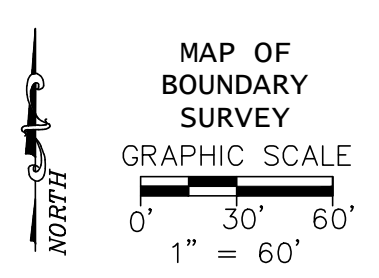 MAP OF
BOUNDARY
SURVEY
GRAPHIC SCALE
0' 30' 60'
1" = 60'
NORTH